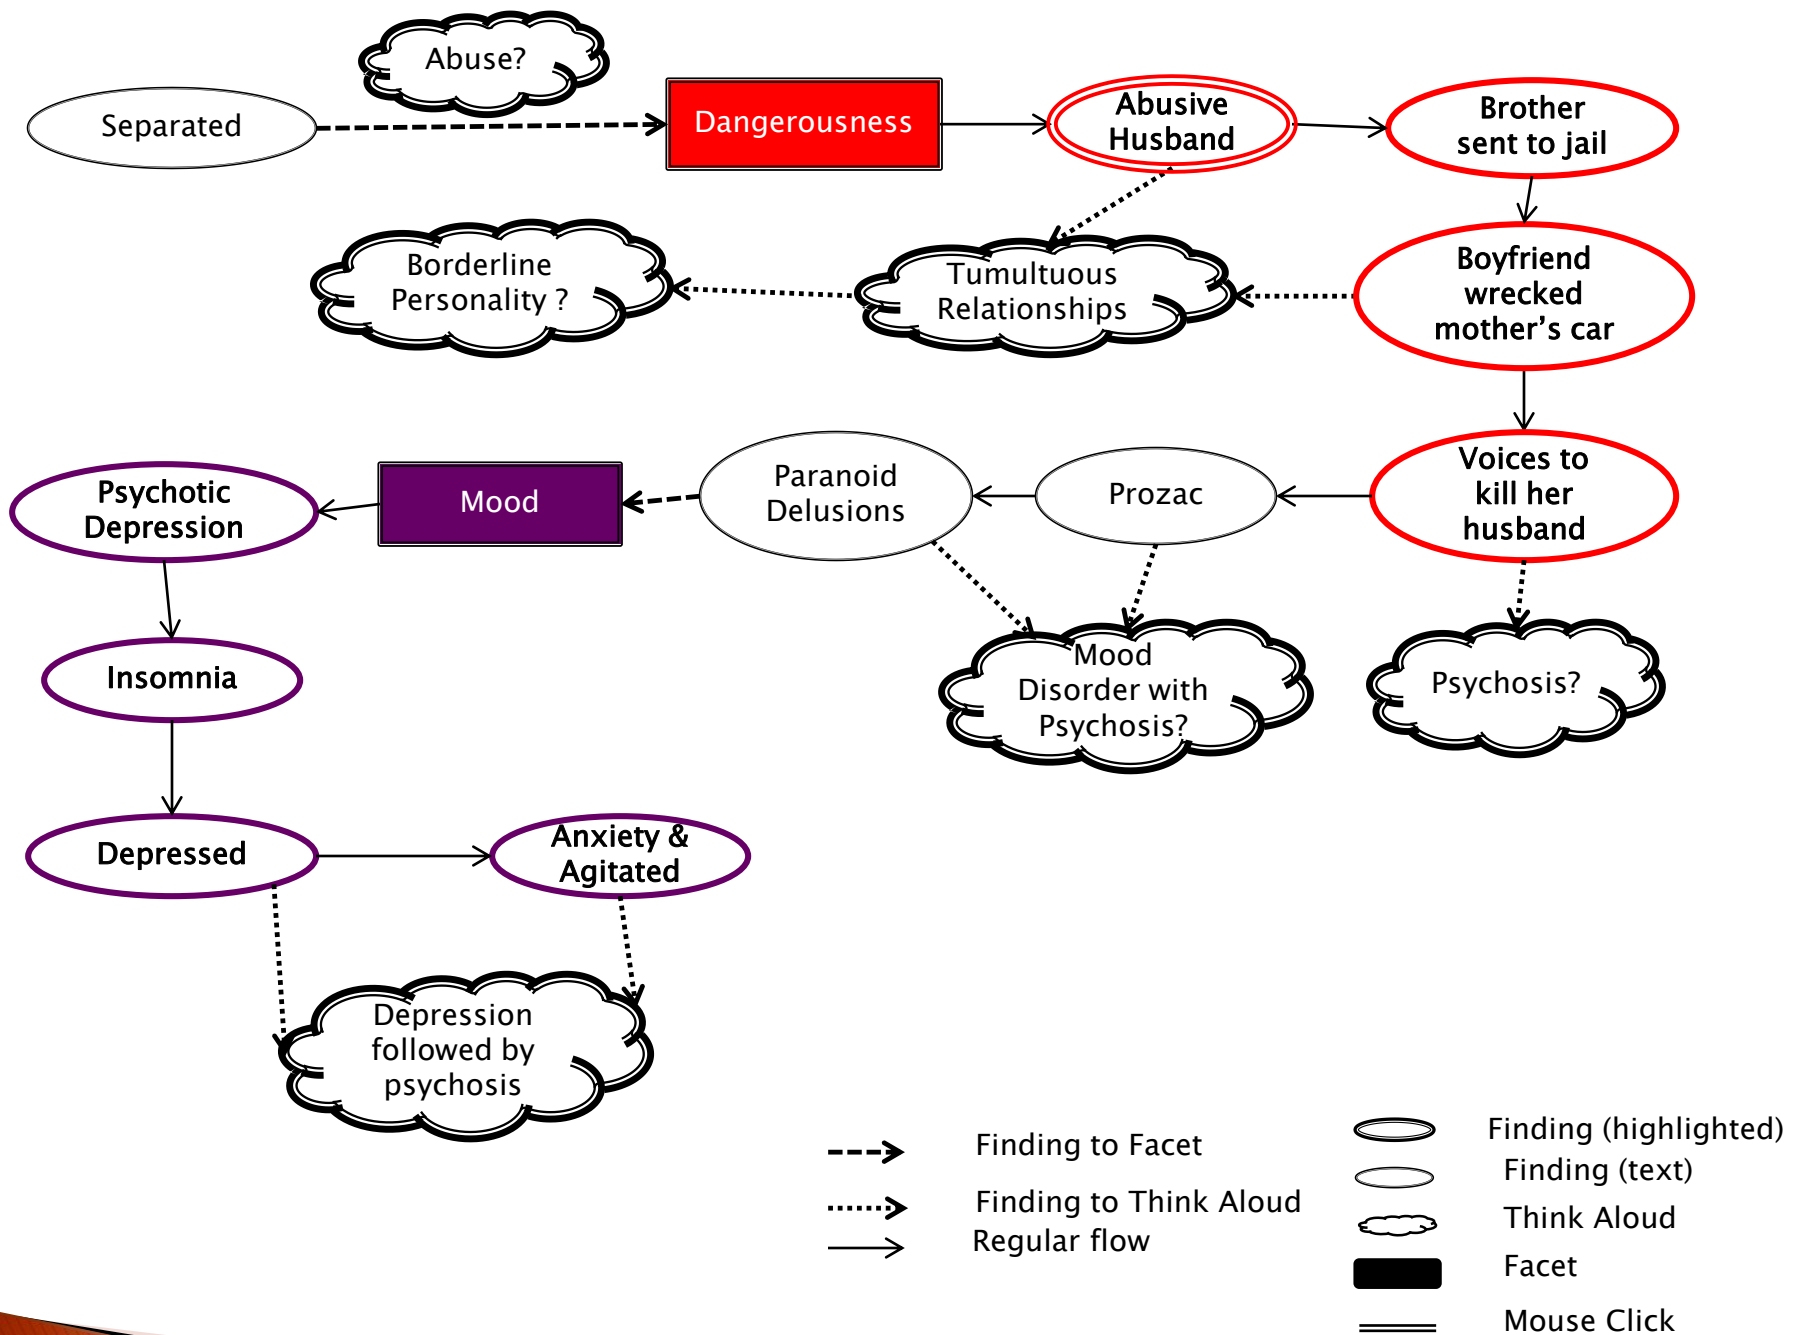 Abuse?
Separated
Dangerousness
Abusive
Husband
Brother
sent to jail
Borderline
Personality ?
Tumultuous
Relationships
Boyfriend
wrecked
mother’s car
Psychotic
Depression
Mood
Paranoid
Delusions
Prozac
Voices to
kill her
husband
Insomnia
Mood
Disorder with
Psychosis?
Psychosis?
Depressed
Anxiety &
Agitated
Depression
followed by
psychosis
Finding to Facet
Finding to Think Aloud
Regular flow
Finding (highlighted)
Finding (text)
Think Aloud
Facet
Mouse Click